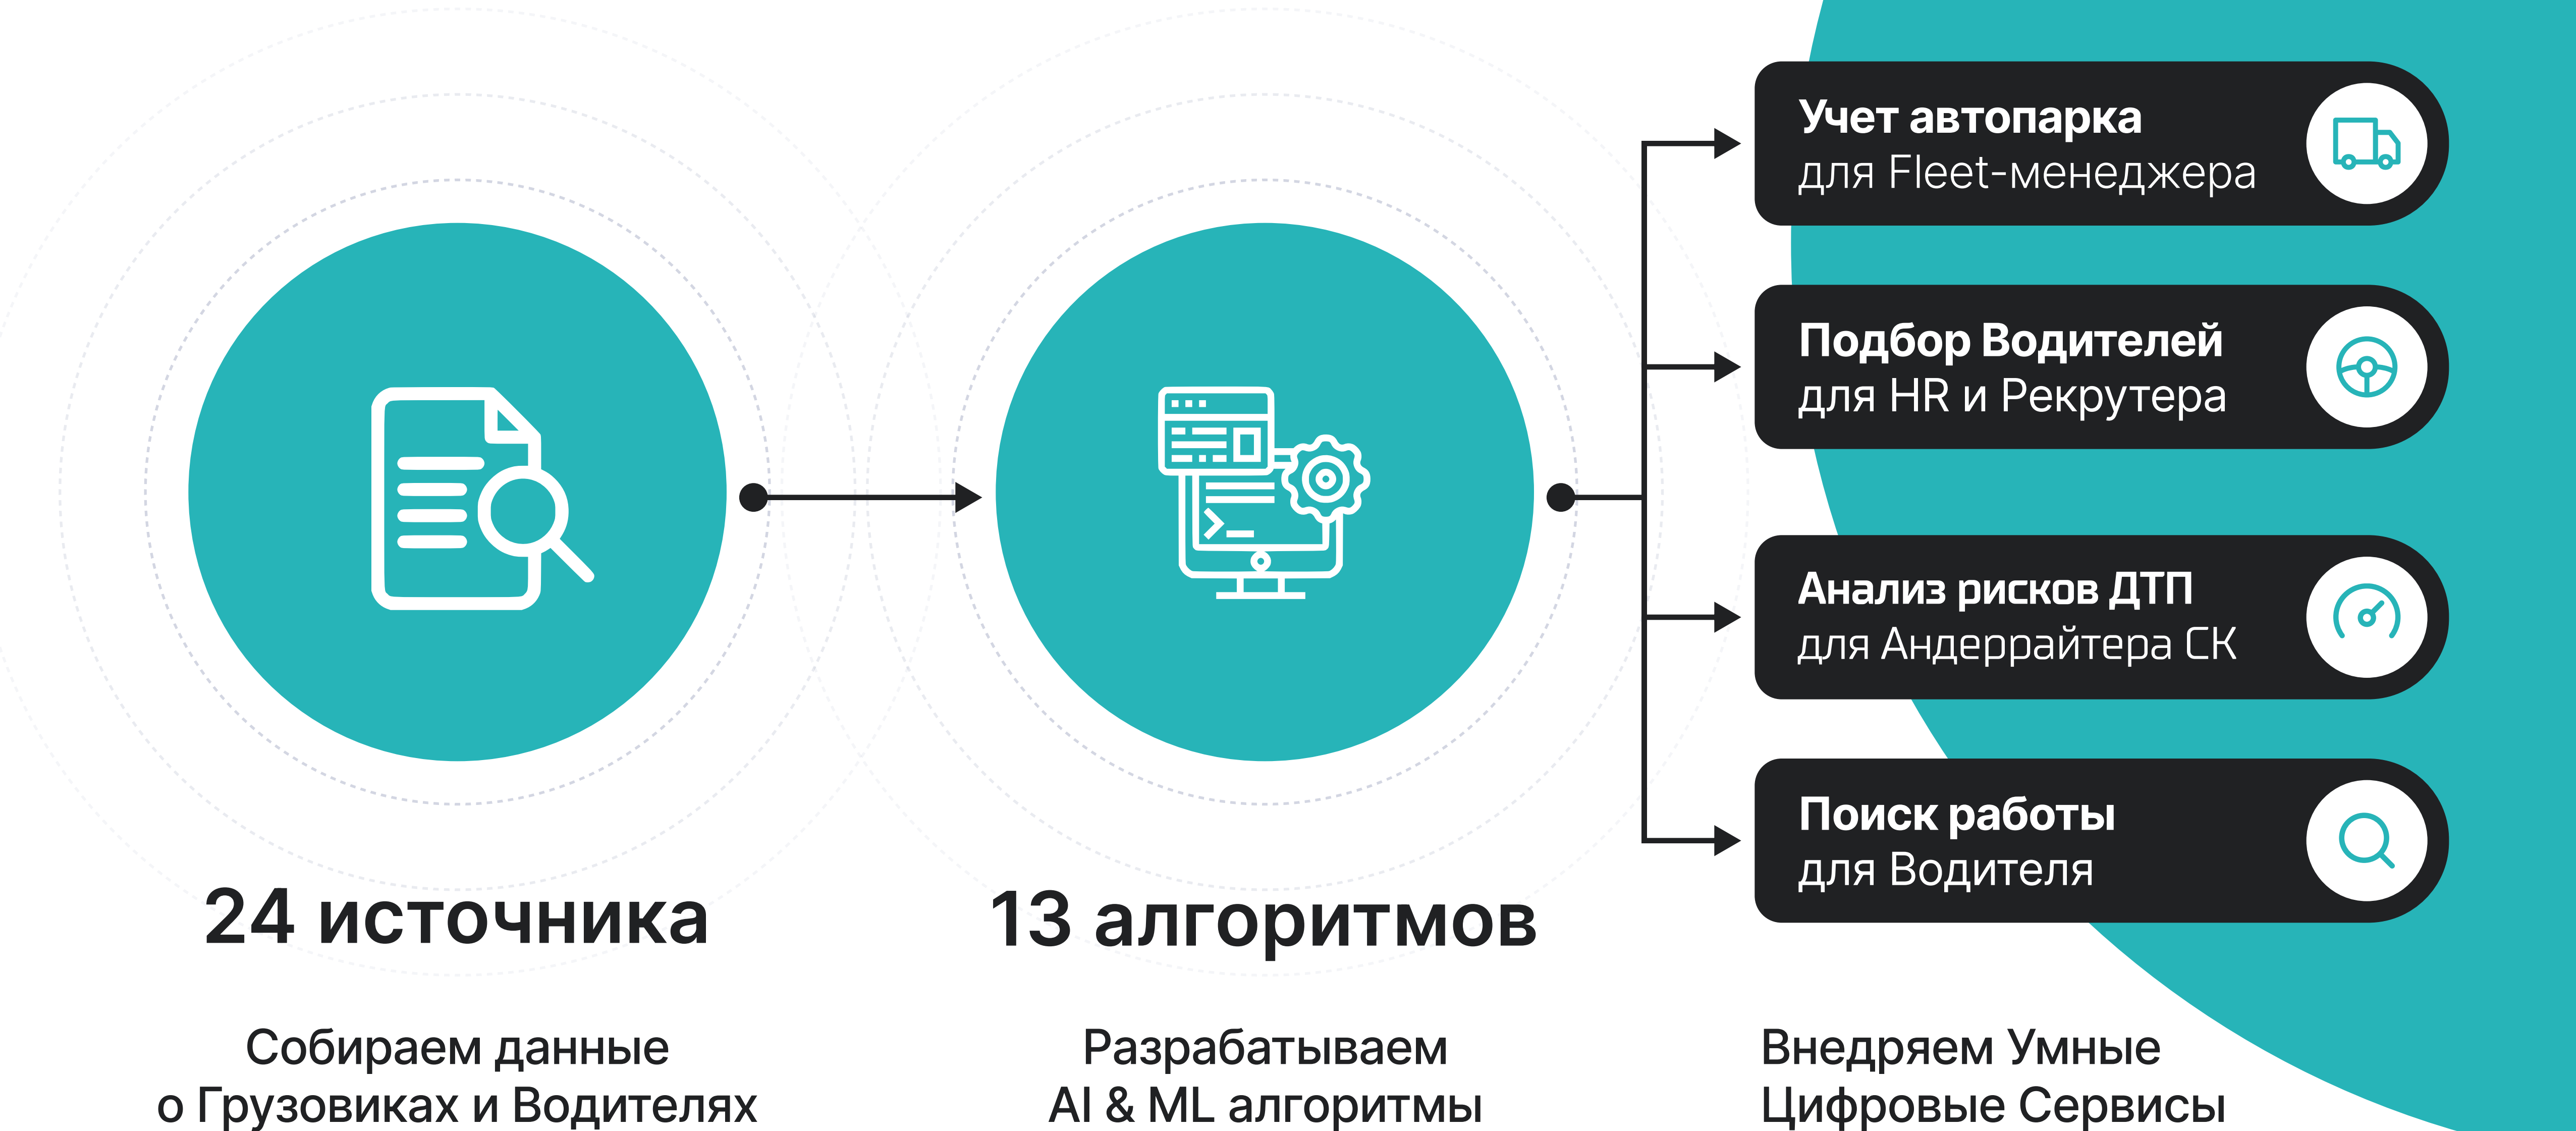 24 источника
Собираем данные
о Грузовиках и Водителях
13 алгоритмов
Разрабатываем
AI & ML алгоритмы
Учет автопарка
для Fleet-менеджера
Подбор Водителей
для HR и Рекрутера
Анализ рисков ДТП
для Андеррайтера СК
Поиск работы
для Водителя
Внедряем Умные
Цифровые Сервисы